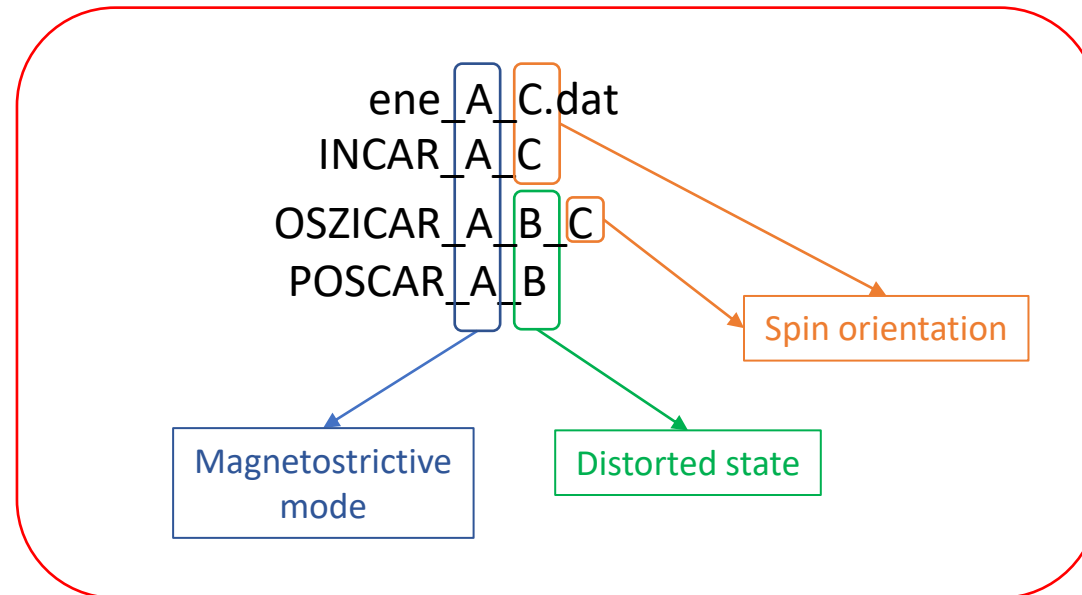 ene_A_C.dat
INCAR_A_C
OSZICAR_A_B_C
POSCAR_A_B
Spin orientation
Magnetostrictive
mode
Distorted state